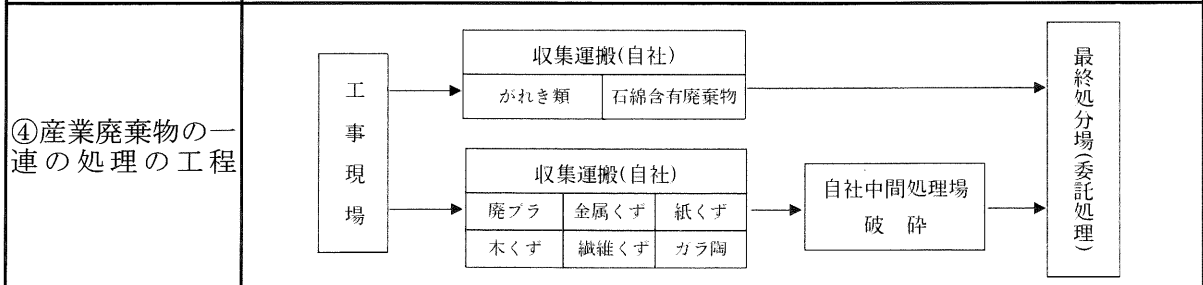 ④産業廃棄物の一
連の処理の工程
工事現場
収集運搬(自社)
がれき類 石綿含有廃棄物
収集運搬(自社)
廃プラ 金属くず 紙くず
木くず 繊維くず ガラ陶
自社中間処理場
破 砕
最終処分場(委託処理)